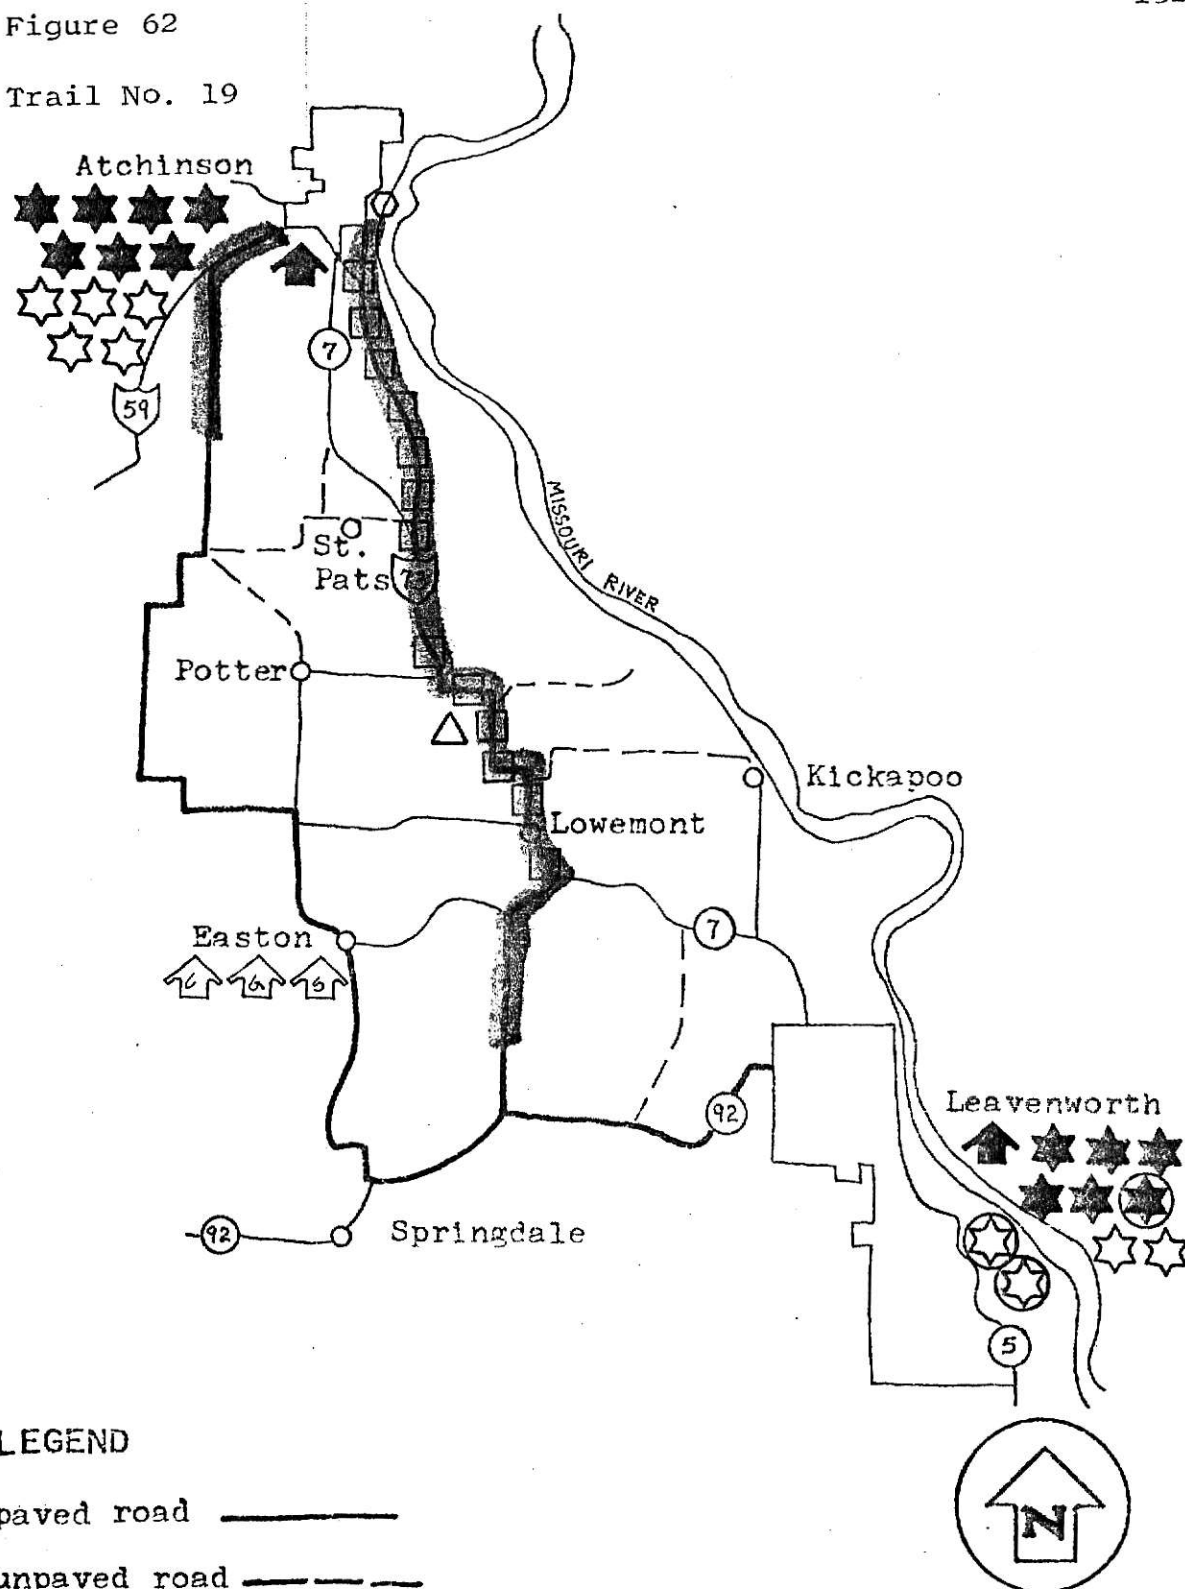 Figure 62
Trail No. 19
Atchinson
7
59
MISSOURI RIVER
St.
Pats
73
Potter
Kickapoo
Lowemont
Easton
7
C G S
92
Leavenworth
92
Springdale
5
LEGEND
paved road
unpaved road
N